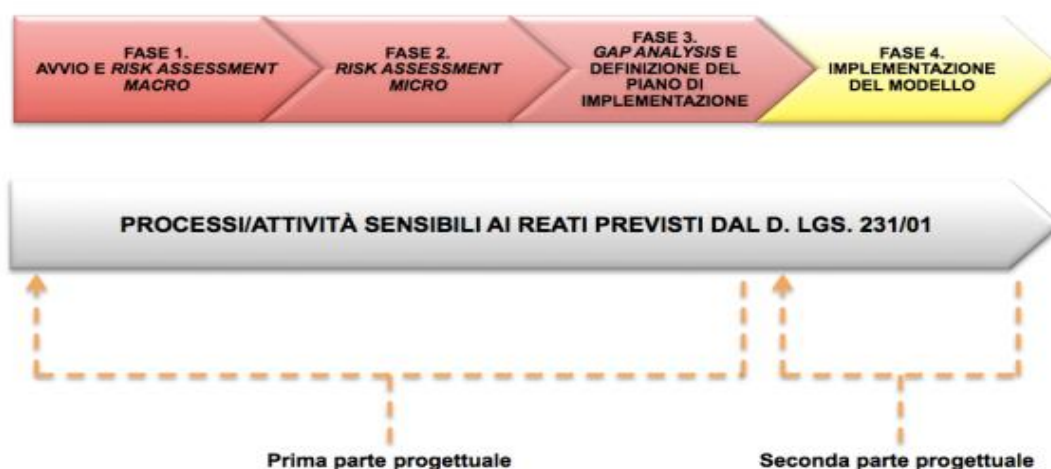 FASE 1.
AVVIO E RISK ASSESSMENT
MACRO
FASE 2.
RISK ASSESSMENT
MICRO
FASE 3.
GAP ANALYSIS E
DEFINIZIONE DEL
PIANO DI
IMPLEMENTAZIONE
FASE 4.
IMPLEMENTAZIONE
DEL MODELLO
PROCESSI/ATTIVITÀ SENSIBILI AI REATI PREVISTI DAL D. LGS. 231/01
Prima parte progettuale
Seconda parte progettuale